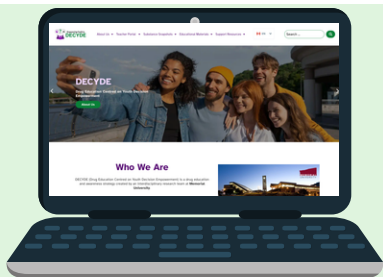 DECYDE
About Us
Teacher Portal
Substance Snapshots
Educational Materials
Support Resources
Search ...
DECYDE
Drug Education Centred on Youth Decision
Empowerment
About Us
Who We Are
DECYDE (Drug Education Centred on Youth Decision Empowerment) is a drug education
and awareness strategy created by an interdisciplinary research team at Memorial
University